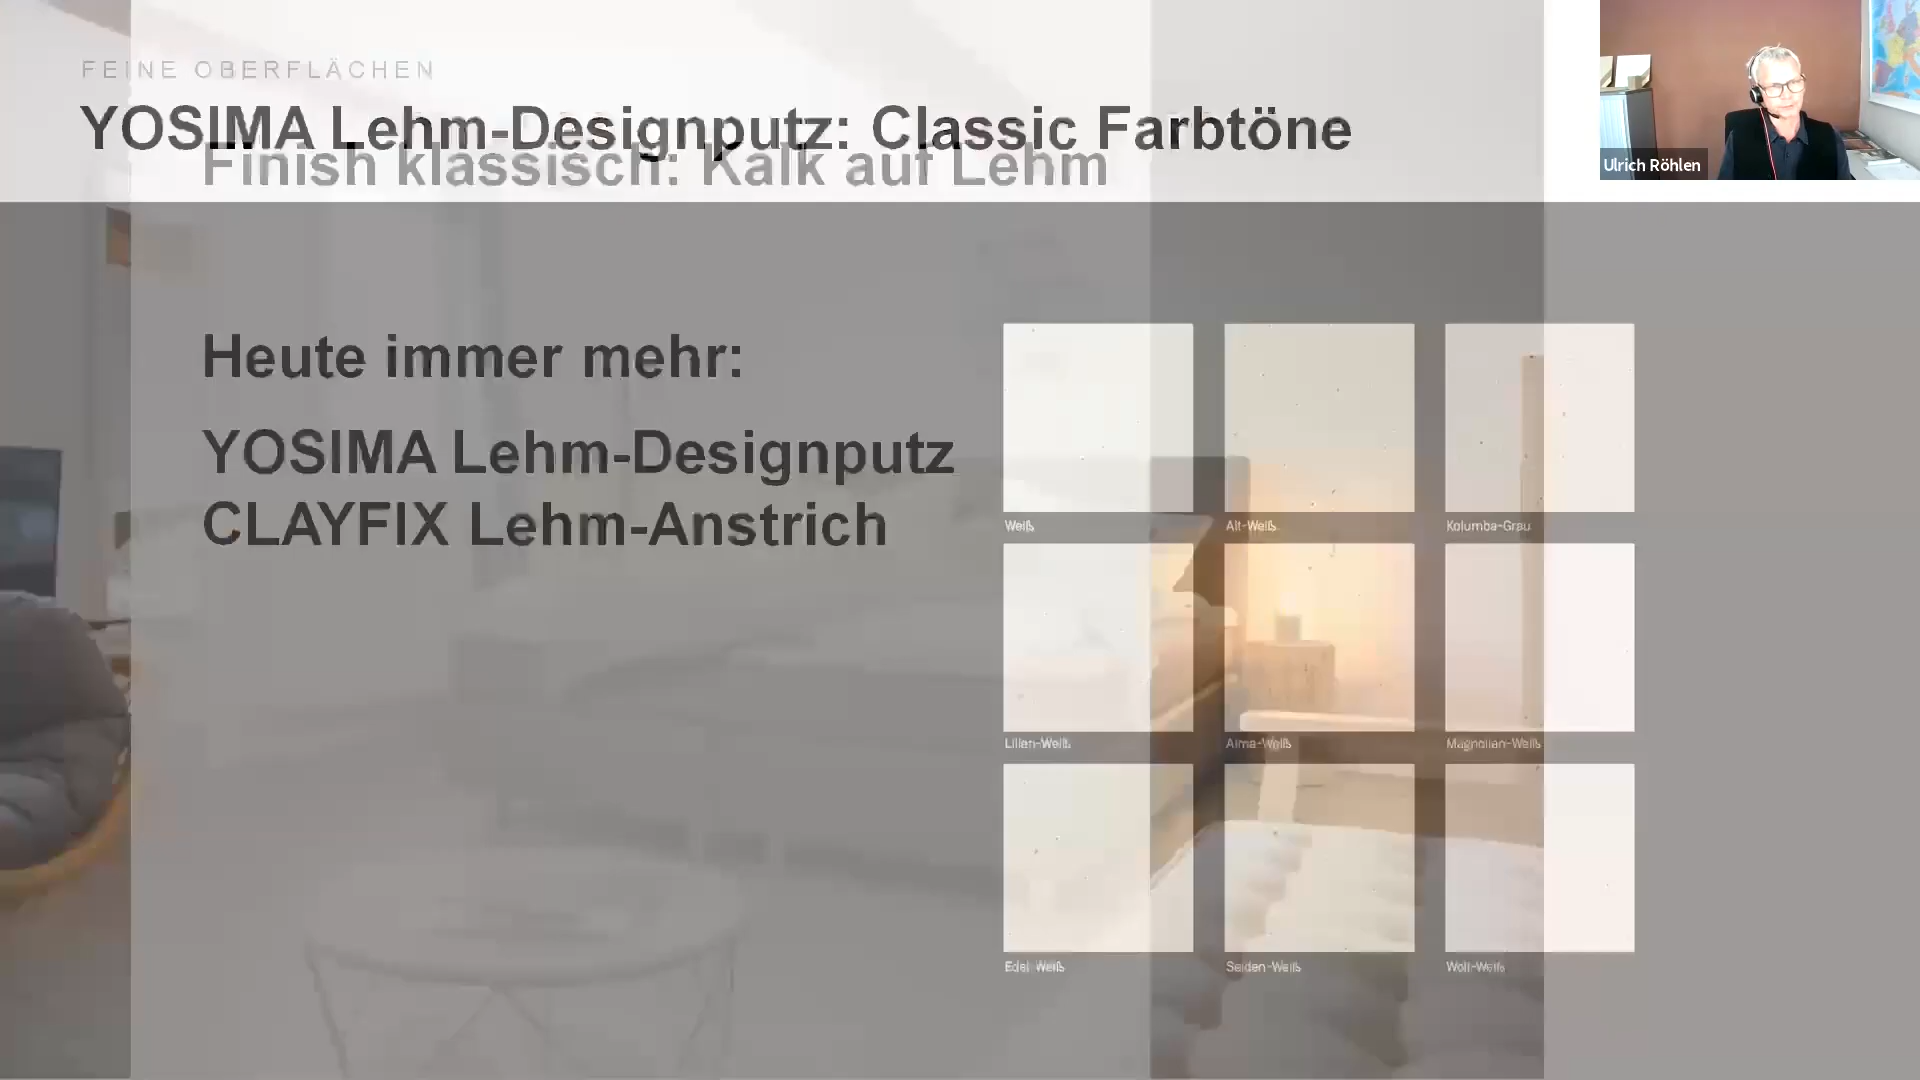 FEINE OBERFLÄCHEN
YOSIMA Lehm-Designputz: Classic Farbtöne
Finish klassisch: Kalk auf Lehm
Ulrich Röhlen
Heute immer mehr:
YOSIMA Lehm-Designputz
CLAYFIX Lehm-Anstrich
Weiß
Alt-Weiß
Kolumba-Grau
Lilien-Weiß
Alma-Weiß
Magnolian-Weiß
Edel-Weiß
Seiden-Weiß
Woll-Weiß